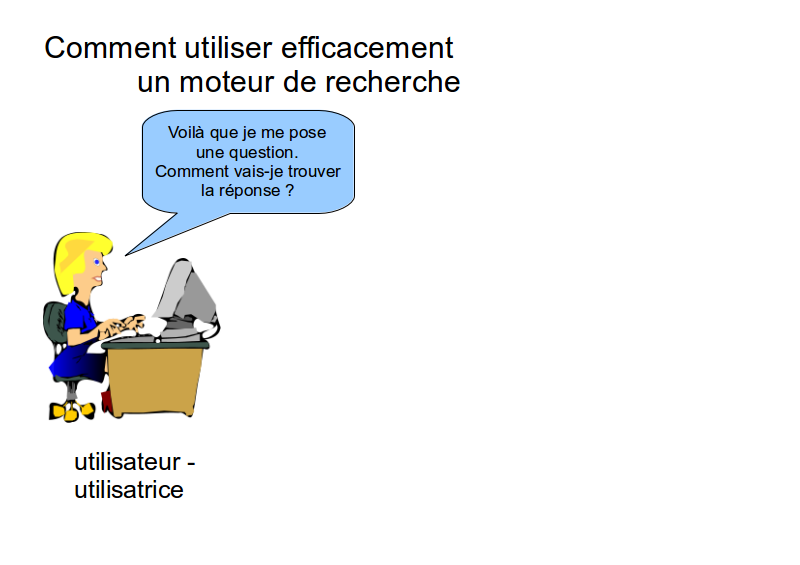 Comment utiliser efficacement
un moteur de recherche
Voilà que je me pose
une question.
Comment vais-je trouver
la réponse ?
utilisateur -
utilisatrice